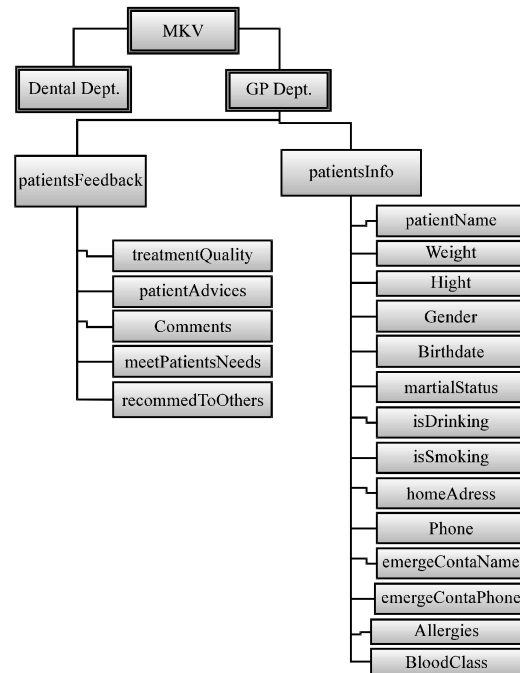 MKV
Dental Dept.
GP Dept.
patientsFeedback
patientsInfo
treatmentQuality
patientAdvices
Comments
meetPatientsNeeds
recommedToOthers
patientName
Weight
Hight
Gender
Birthdate
martialStatus
isDrinking
isSmoking
homeAdress
Phone
emergeContaName
emergeContaPhone
Allergies
BloodClass